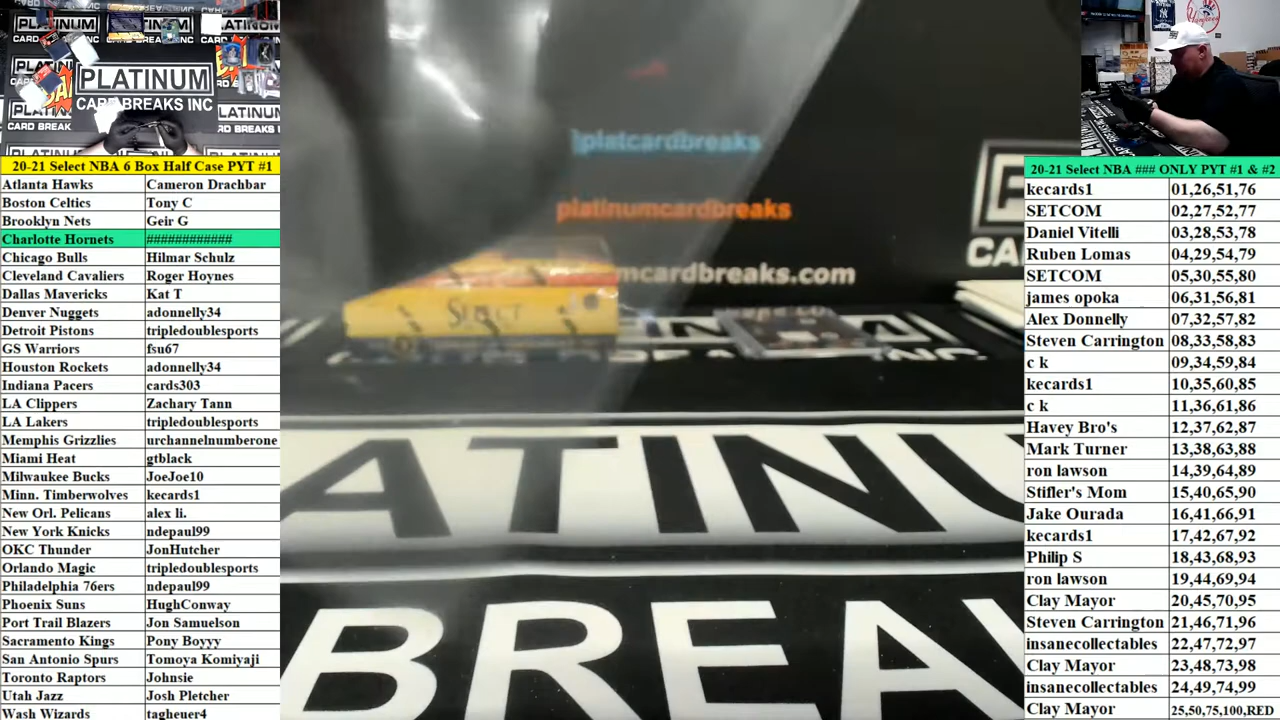 PLATINUM
CARD BREAKS INC
20-21 Select NBA 6 Box Half Case PYT #1
Atlanta Hawks Cameron Drachbar
Boston Celtics Tony C
Brooklyn Nets Geir G
Charlotte Hornets ############
Chicago Bulls Hilmar Schulz
Cleveland Cavaliers Roger Hoynes
Dallas Mavericks Kat T
Denver Nuggets adonnelly34
Detroit Pistons tripledoublesports
GS Warriors fsu67
Houston Rockets adonnelly34
Indiana Pacers cards303
LA Clippers Zachary Tann
LA Lakers tripledoublesports
Memphis Grizzlies urchannelnumberone
Miami Heat gtblack
Milwaukee Bucks JoeJoe10
Minn. Timberwolves kecards1
New Orl. Pelicans alex li.
New York Knicks ndepaul99
OKC Thunder JonHutcher
Orlando Magic tripledoublesports
Philadelphia 76ers ndepaul99
Phoenix Suns HughConway
Port Trail Blazers Jon Samuelson
Sacramento Kings Pony Boyyy
San Antonio Spurs Tomoya Komiyaji
Toronto Raptors Johnsie
Utah Jazz Josh Pletcher
Wash Wizards tagheuer4
platcardbreaks
platinumcardbreaks
mcardbreaks.com
CA
ATINU
BREA
20-21 Select NBA ### ONLY PYT #1 & #2
kecards1 01,26,51,76
SETCOM 02,27,52,77
Daniel Vitelli 03,28,53,78
Ruben Lomas 04,29,54,79
SETCOM 05,30,55,80
james opoka 06,31,56,81
Alex Donnelly 07,32,57,82
Steven Carrington 08,33,58,83
c k 09,34,59,84
kecards1 10,35,60,85
c k 11,36,61,86
Havey Bro's 12,37,62,87
Mark Turner 13,38,63,88
ron lawson 14,39,64,89
Stifler's Mom 15,40,65,90
Jake Ourada 16,41,66,91
kecards1 17,42,67,92
Philip S 18,43,68,93
ron lawson 19,44,69,94
Clay Mayor 20,45,70,95
Steven Carrington 21,46,71,96
insanecollectables 22,47,72,97
Clay Mayor 23,48,73,98
insanecollectables 24,49,74,99
Clay Mayor 25,50,75,100,RED